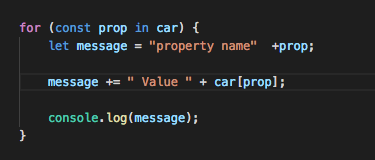 for (const prop in car) {
    let message = "property name"  +prop;
    message += " Value " + car[prop];
    console.log(message);
}